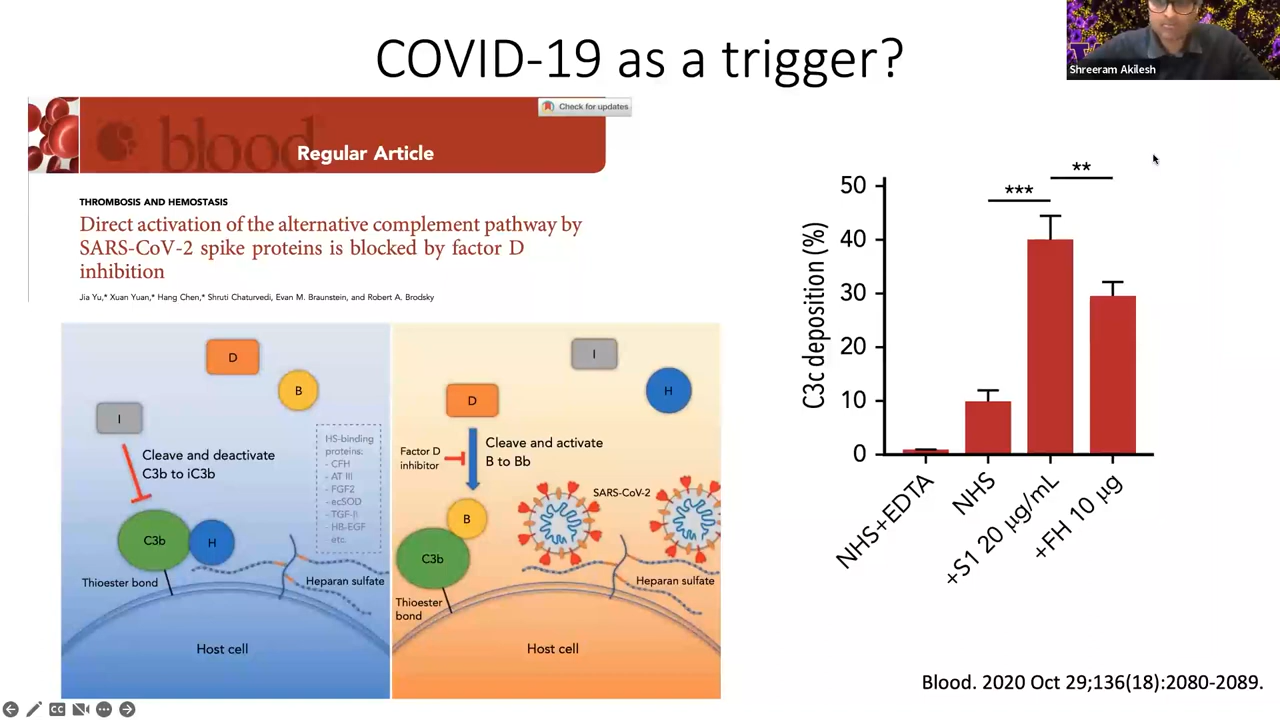 COVID-19 as a trigger?
Shreeram Akilesh
Check for updates
blood
Regular Article
THROMBOSIS AND HEMOSTASIS
Direct activation of the alternative complement pathway by
SARS-CoV-2 spike proteins is blocked by factor D
inhibition
Jia Yu,* Xuan Yuan,* Hang Chen,* Shruti Chaturvedi, Evan M. Braunstein, and Robert A. Brodsky
D
B
I
Cleave and deactivate
C3b to iC3b
HS-binding
proteins:
- CFH
- AT III
- FGF2
- ecSOD
- TGF-β
- HB-EGF
etc.
C3b
H
Thioester bond
Heparan sulfate
Host cell
I
H
D
Factor D
inhibitor
Cleave and activate
B to Bb
SARS-CoV-2
B
C3b
Heparan sulfate
Thioester
bond
Host cell
C3c deposition (%)
50
40
30
20
10
0
***
**
NHS+EDTA
NHS
+S1 20 µg/mL
+FH 10 µg
Blood. 2020 Oct 29;136(18):2080-2089.
CC